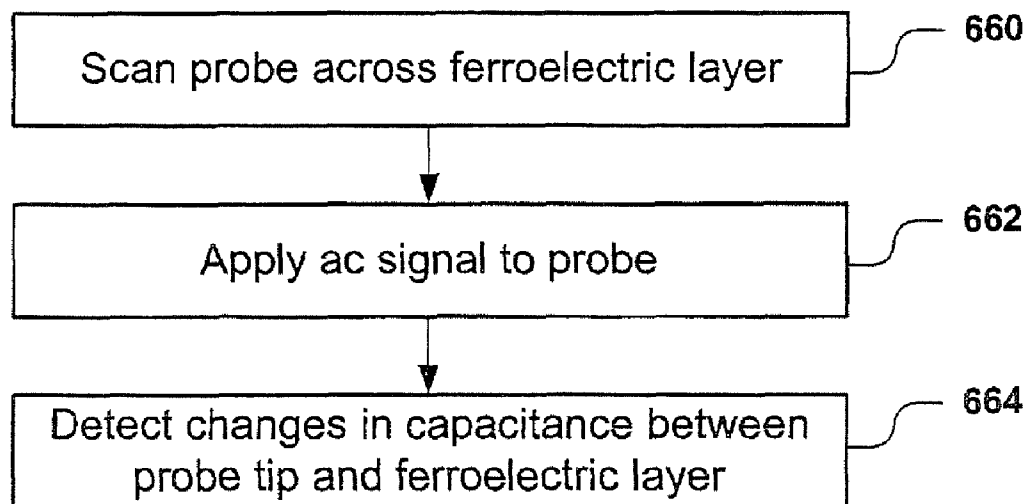 Scan probe across ferroelectric layer
660
Apply ac signal to probe
662
Detect changes in capacitance between
probe tip and ferroelectric layer
664